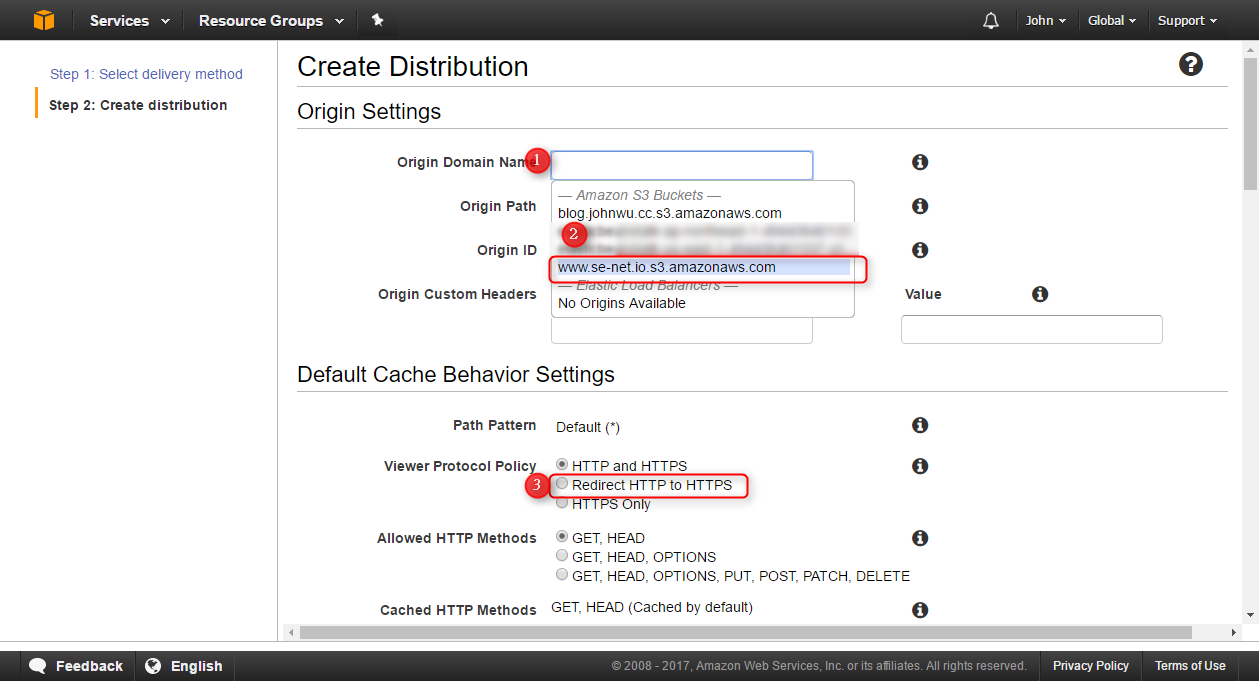 Services Resource Groups John Global Support
Step 1: Select delivery method
Step 2: Create distribution
Create Distribution
Origin Settings
Origin Domain Name 1
— Amazon S3 Buckets —
Origin Path
blog.johnwu.cc.s3.amazonaws.com
2
Origin ID
www.se-net.io.s3.amazonaws.com
— Elastic Load Balancers —
Origin Custom Headers
No Origins Available
Value
Default Cache Behavior Settings
Path Pattern Default (*)
Viewer Protocol Policy HTTP and HTTPS
3 Redirect HTTP to HTTPS
HTTPS Only
Allowed HTTP Methods GET, HEAD
GET, HEAD, OPTIONS
GET, HEAD, OPTIONS, PUT, POST, PATCH, DELETE
Cached HTTP Methods GET, HEAD (Cached by default)
Feedback English © 2008 - 2017, Amazon Web Services, Inc. or its affiliates. All rights reserved. Privacy Policy Terms of Use